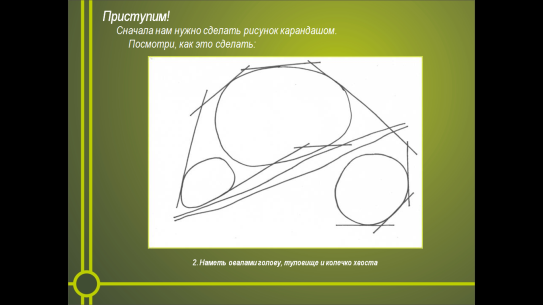 Приступим!
Сначала нам нужно сделать рисунок карандашом.
Посмотри, как это сделать:
2. Наметь овалами голову, туловище и колечко хвоста